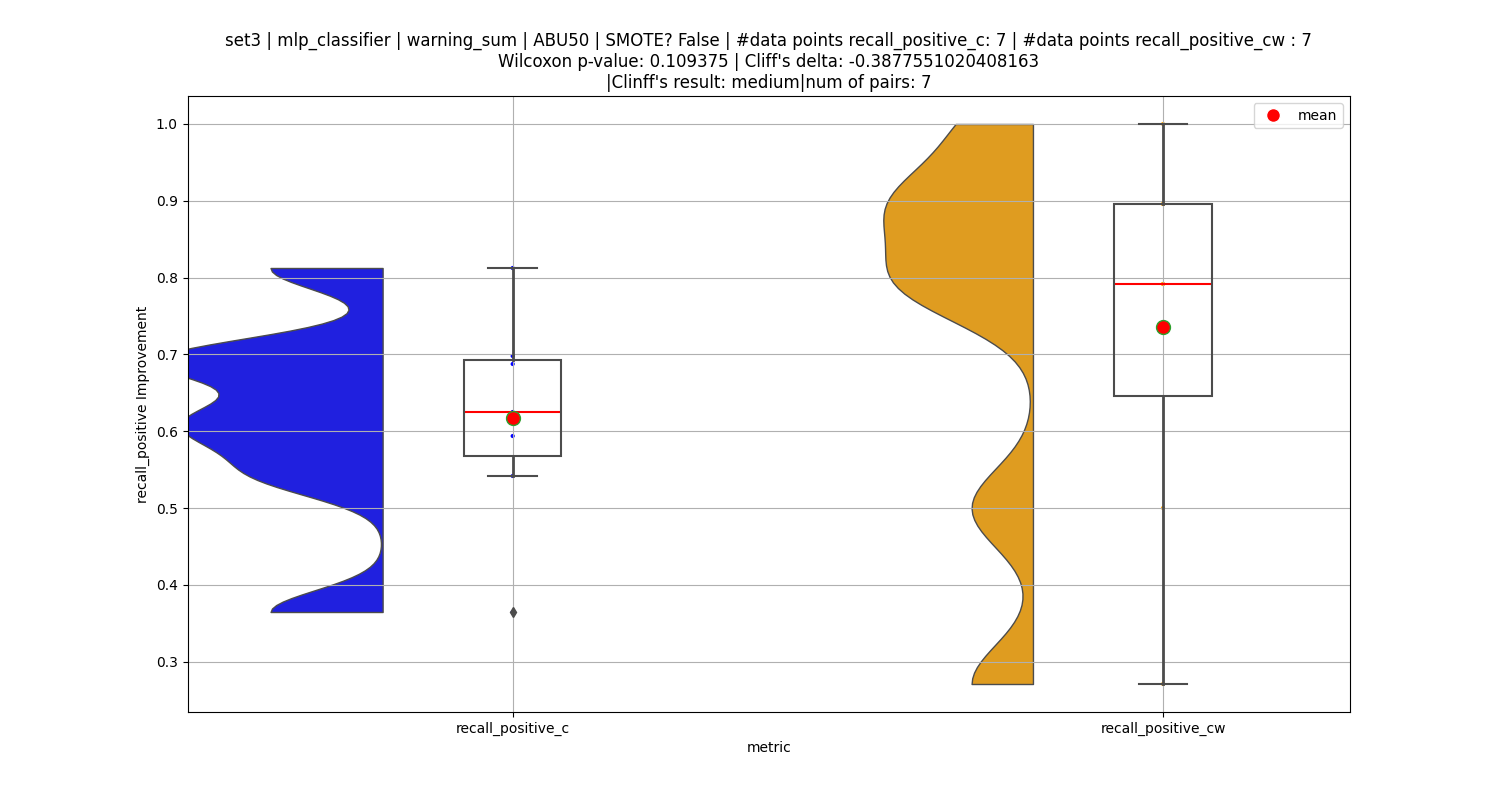 set3 | mlp_classifier | warning_sum | ABU50 | SMOTE? False | #data points recall_positive_c: 7 | #data points recall_positive_cw : 7
Wilcoxon p-value: 0.109375 | Cliff's delta: -0.3877551020408163
|Clinff's result: medium|num of pairs: 7
mean
1.0
0.9
0.8
0.7
0.6
0.5
0.4
0.3
recall_positive Improvement
recall_positive_c
recall_positive_cw
metric